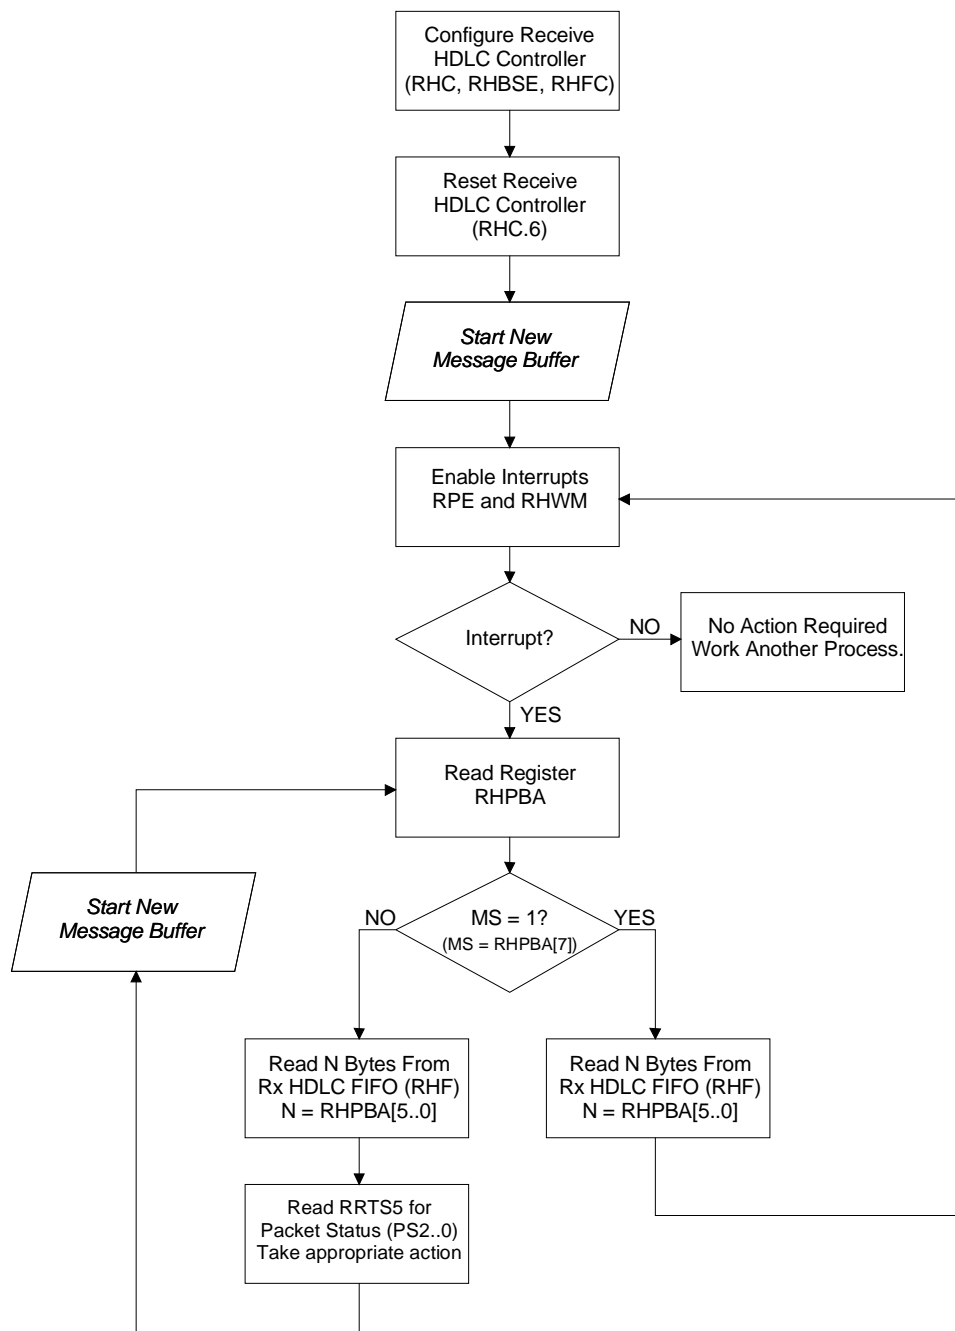 Configure Receive
HDLC Controller
(RHC, RHBSE, RHFC)
Reset Receive
HDLC Controller
(RHC.6)
Start New
Message Buffer
Enable Interrupts
RPE and RHWM
Interrupt?
NO
No Action Required
Work Another Process.
YES
Read Register
RHPBA
Start New
Message Buffer
NO
MS = 1?
(MS = RHPBA[7])
YES
Read N Bytes From
Rx HDLC FIFO (RHF)
N = RHPBA[5..0]
Read N Bytes From
Rx HDLC FIFO (RHF)
N = RHPBA[5..0]
Read RRTS5 for
Packet Status (PS2..0)
Take appropriate action